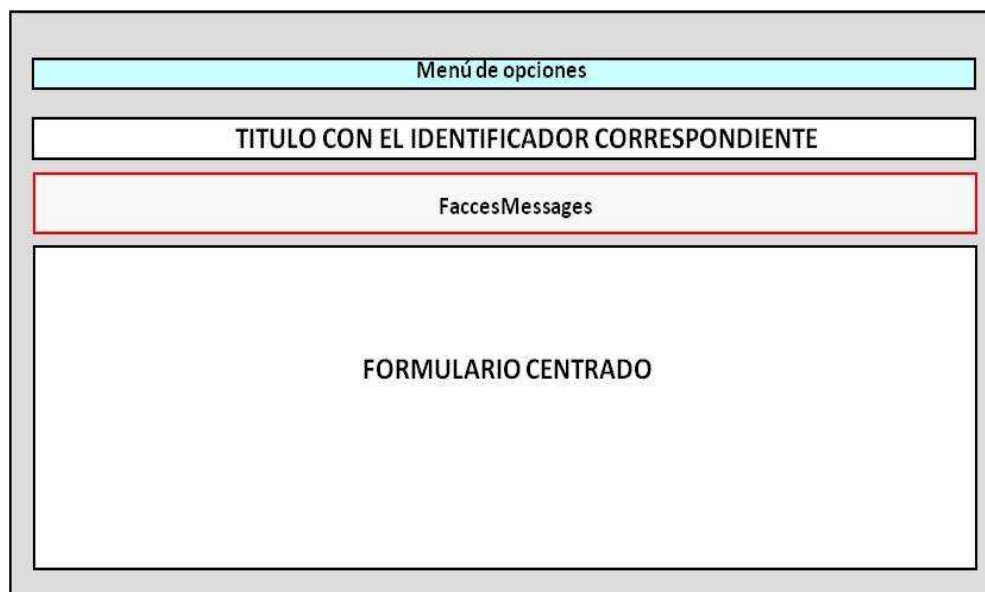 Menú de opciones
TITULO CON EL IDENTIFICADOR CORRESPONDIENTE
FaccesMessages
FORMULARIO CENTRADO